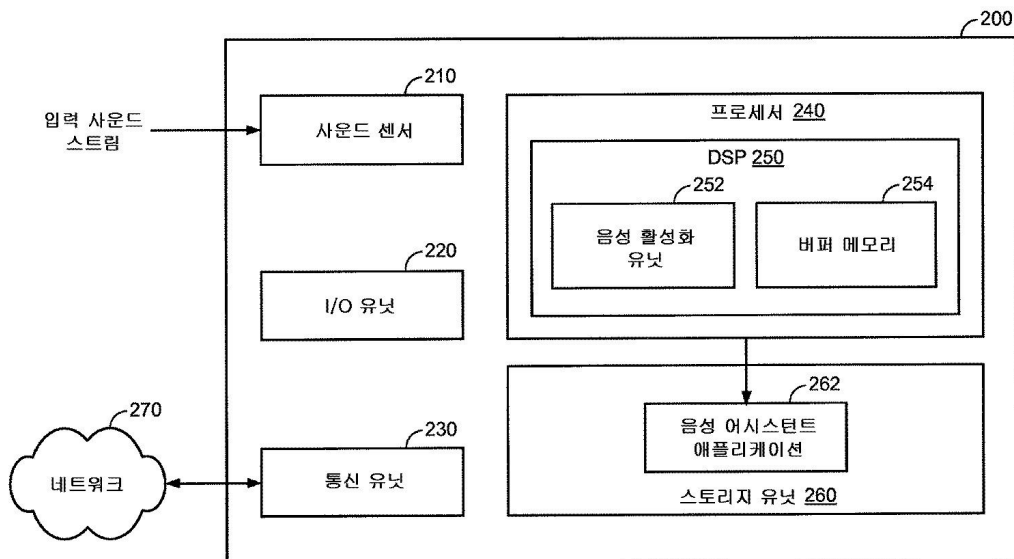 200
210
입력 사운드
스트림
사운드 센서
프로세서 240
DSP 250
252
음성 활성화
유닛
254
버퍼 메모리
220
I/O 유닛
262
음성 어시스턴트
애플리케이션
스토리지 유닛 260
270
네트워크
230
통신 유닛